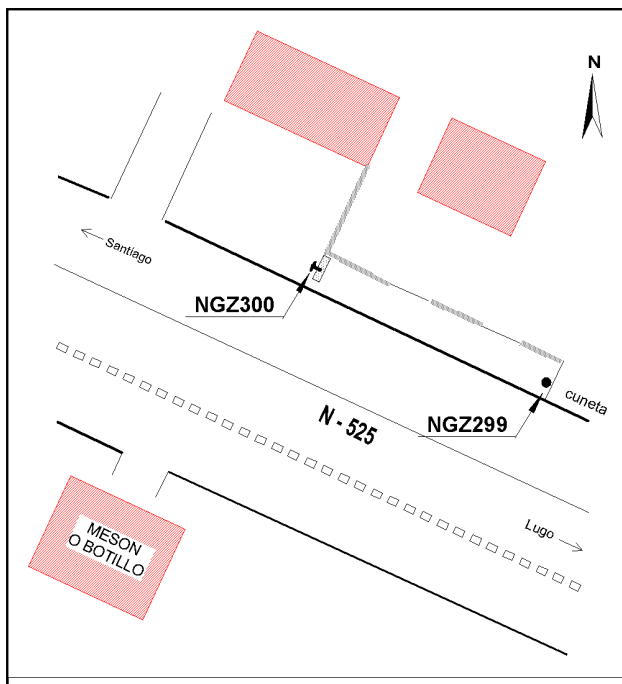 N
Santiago
NGZ300
cuneta
NGZ299
N - 525
Lugo
MESON
O BOTILLO